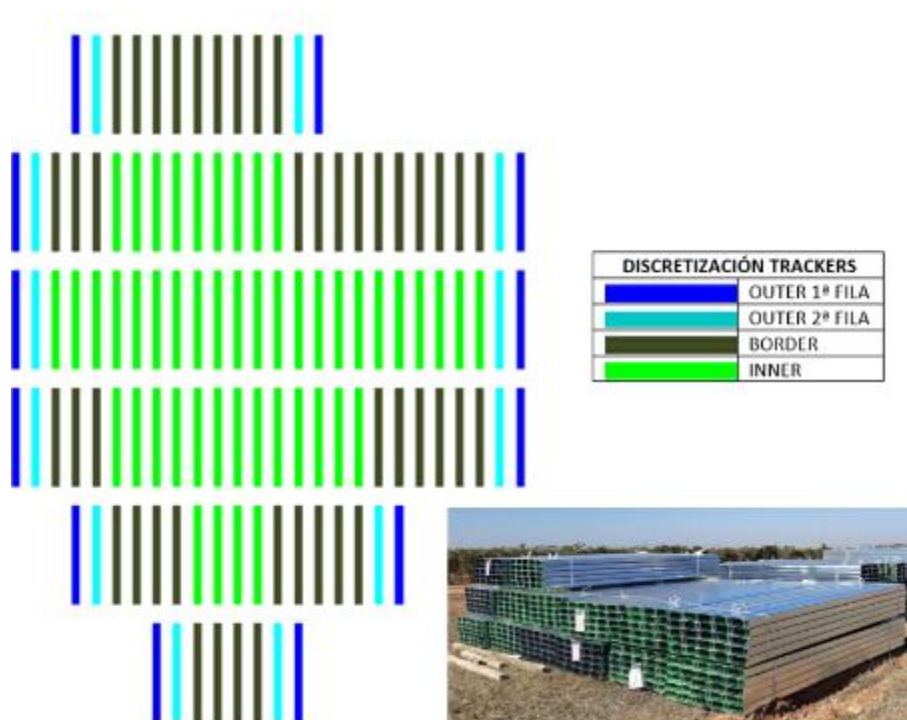 DISCRETIZACIÓN TRACKERS
OUTER 1ª FILA
OUTER 2ª FILA
BORDER
INNER